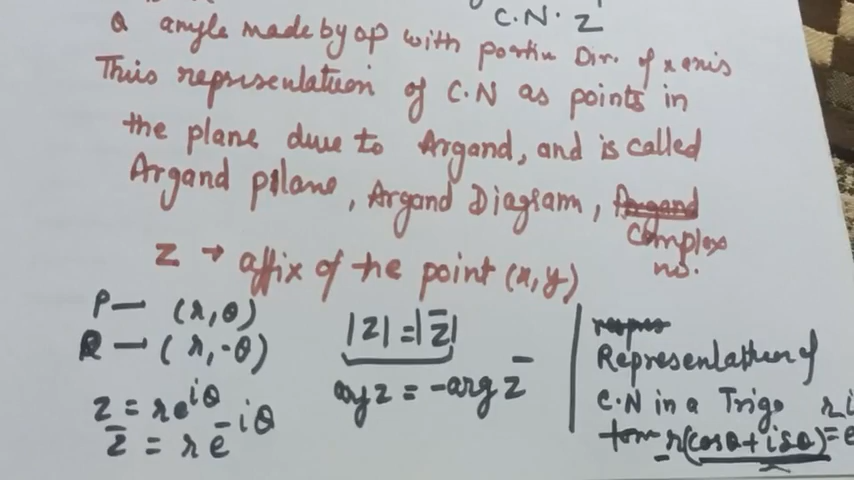 C.N. z
θ angle made by op with positiv Dir. of x axis
This representation of C.N as points in
the plane due to Argand, and is called
Argand plane, Argand Diagram, Argand
Complex
no.
z → affix of the point (x, y)
P — (r, θ)
Q — (r, -θ)
z = re^{iθ}
z̅ = re^{-iθ}
|z| = |z̅|
arg z = -arg z̅
Representation of
C.N in a Trigo
form r(cosθ + isθ) = e